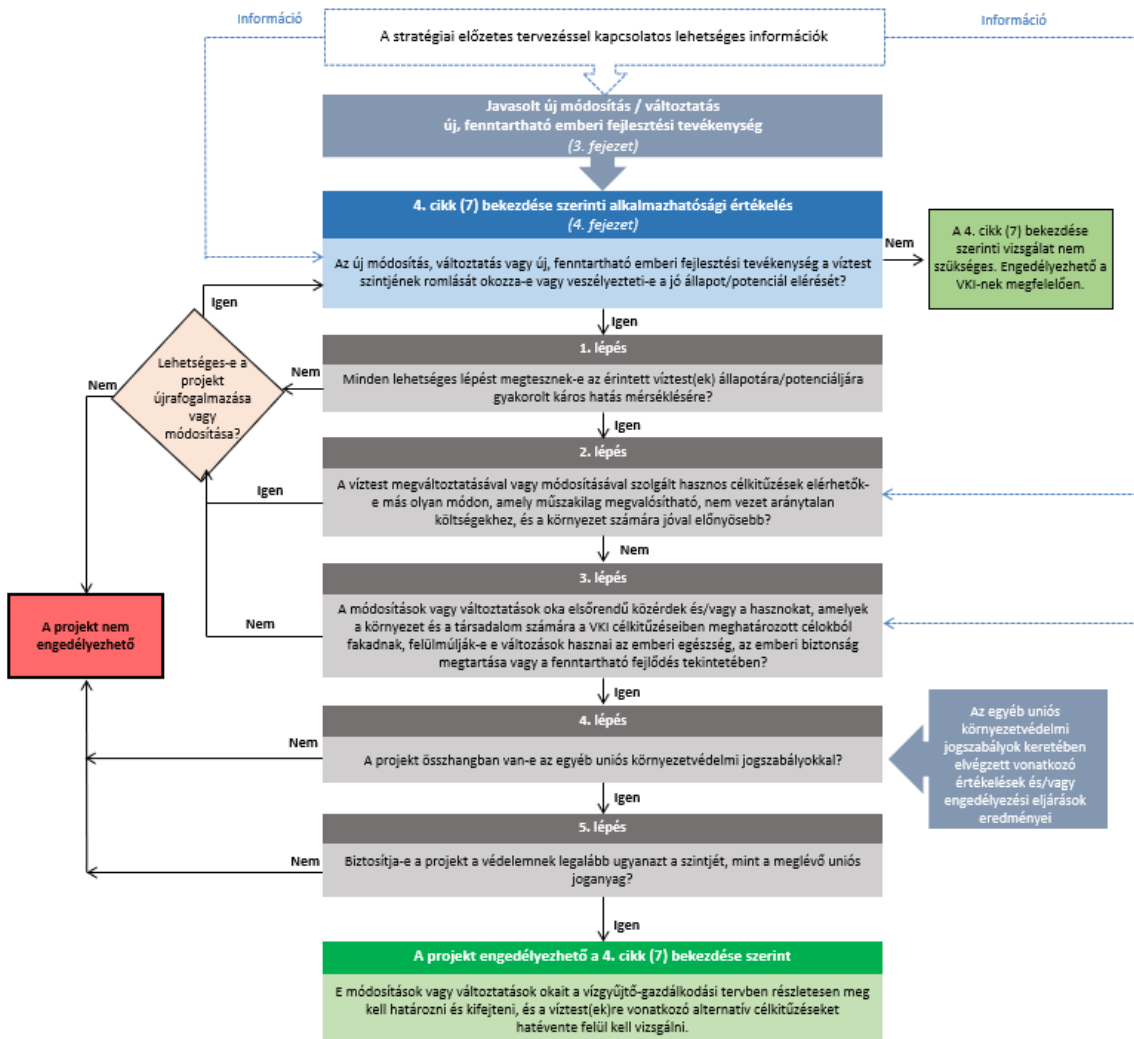 Információ
Információ
A stratégiai előzetes tervezéssel kapcsolatos lehetséges információk
Javasolt új módosítás / változtatás
új, fenntartható emberi fejlesztési tevékenység
(3. fejezet)
4. cikk (7) bekezdése szerinti alkalmazhatósági értékelés
(4. fejezet)
Az új módosítás, változtatás vagy új, fenntartható emberi fejlesztési tevékenység a víztest
szintjének romlását okozza-e vagy veszélyezteti-e a jó állapot/potenciál elérését?
Nem
A 4. cikk (7) bekezdése
szerinti vizsgálat nem
szükséges. Engedélyezhető a
VKI-nek megfelelően.
Igen
Igen
1. lépés
Minden lehetséges lépést megtesznek-e az érintett víztest(ek) állapotára/potenciáljára
gyakorolt káros hatás mérséklésére?
Nem
Lehetséges-e a
projekt
újrafogalmazása
vagy
módosítása?
Nem
Igen
2. lépés
A víztest megváltoztatásával vagy módosításával szolgált hasznos célkitűzések elérhetők-
e más olyan módon, amely műszakilag megvalósítható, nem vezet aránytalan
költségekhez, és a környezet számára jóval előnyösebb?
Igen
Nem
3. lépés
A módosítások vagy változtatások oka elsőrendű közérdek és/vagy a hasznokat, amelyek
a környezet és a társadalom számára a VKI célkitűzéseiben meghatározott célokból
fakadnak, felülmúlják-e e változások hasznai az emberi egészség, az emberi biztonság
megtartása vagy a fenntartható fejlődés tekintetében?
Nem
A projekt nem
engedélyezhető
Igen
4. lépés
A projekt összhangban van-e az egyéb uniós környezetvédelmi jogszabályokkal?
Nem
Az egyéb uniós
környezetvédelmi
jogszabályok keretében
elvégzett vonatkozó
értékelések és/vagy
engedélyezési eljárások
eredményei
Igen
5. lépés
Biztosítja-e a projekt a védelemnek legalább ugyanazt a szintjét, mint a meglévő uniós
joganyag?
Nem
Igen
A projekt engedélyezhető a 4. cikk (7) bekezdése szerint
E módosítások vagy változtatások okait a vízgyűjtő-gazdálkodási tervben részletesen meg
kell határozni és kifejteni, és a víztest(ek)re vonatkozó alternatív célkitűzéseket
hatévente felül kell vizsgálni.